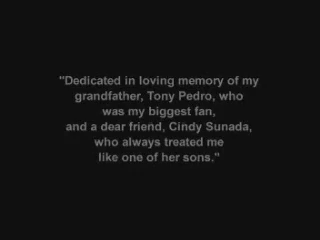 "Dedicated in loving memory of my
grandfather, Tony Pedro, who
was my biggest fan,
and a dear friend, Cindy Sunada,
who always treated me
like one of her sons."